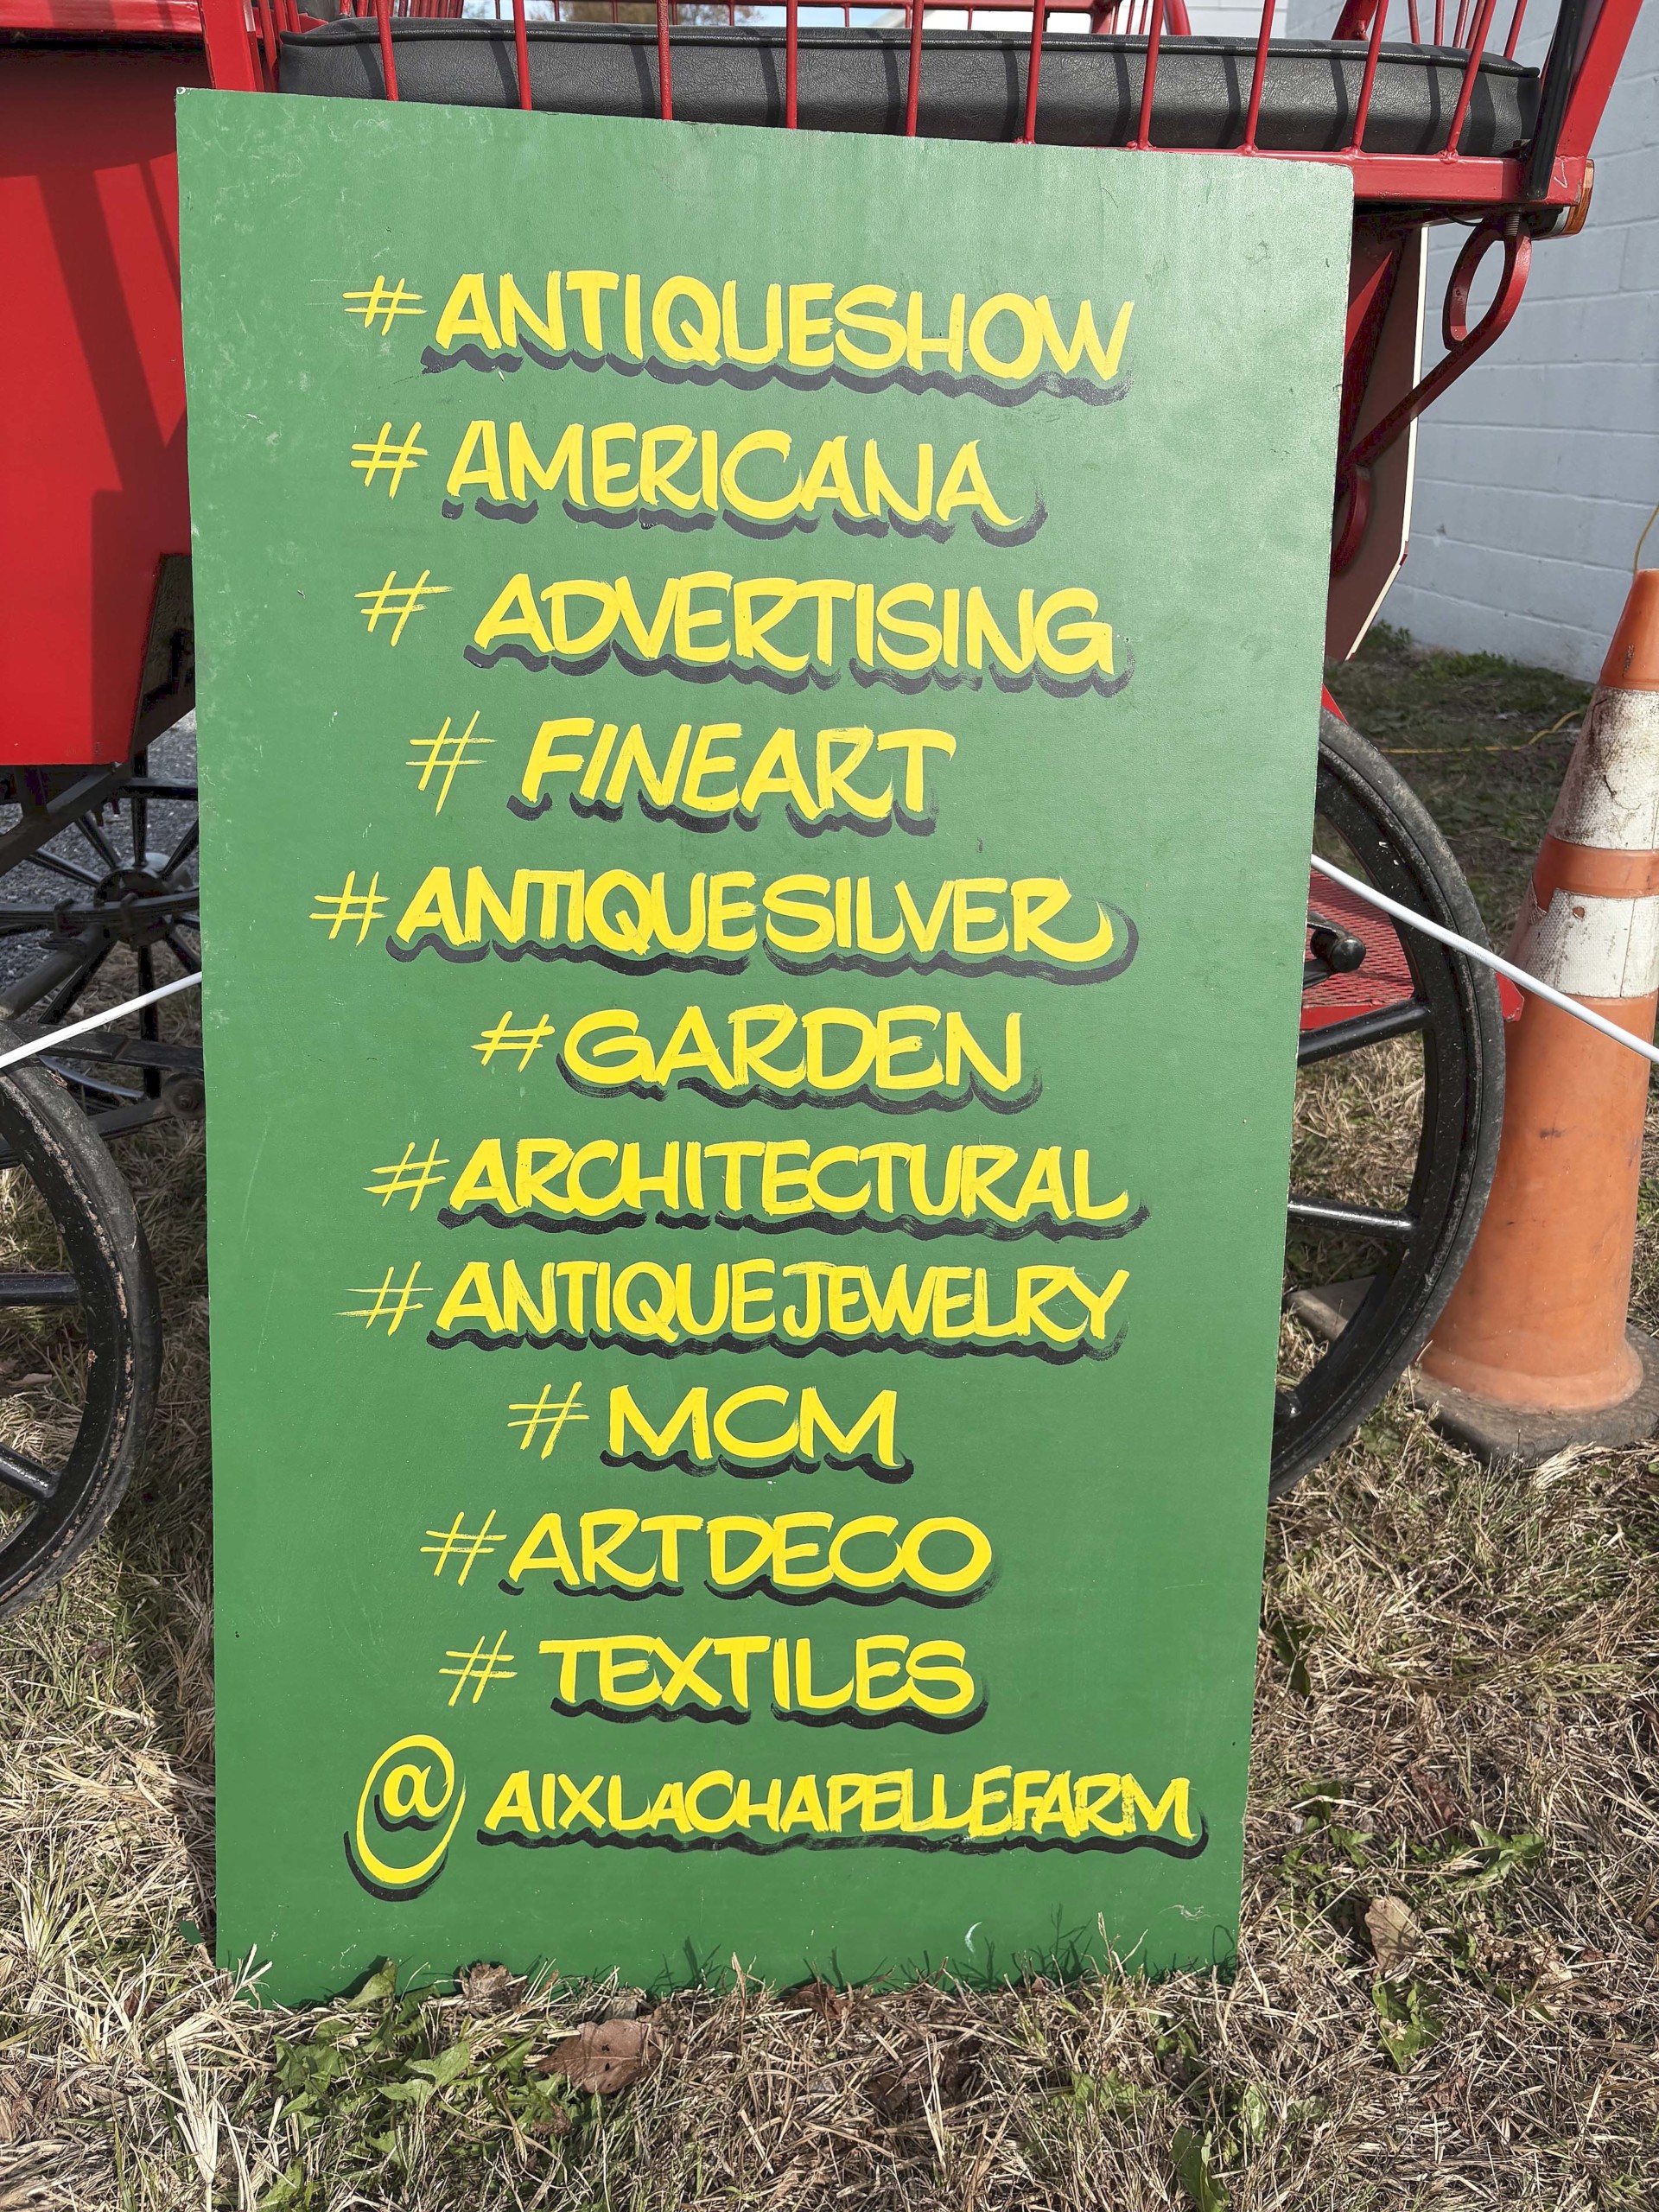 # ANTIQUESHOW
# AMERICANA
# ADVERTISING
# FINEART
# ANTIQUESILVER
# GARDEN
# ARCHITECTURAL
# ANTIQUEJEWELRY
# MCM
# ARTDECO
# TEXTILES
@ AIXLaCHAPELLEFARM